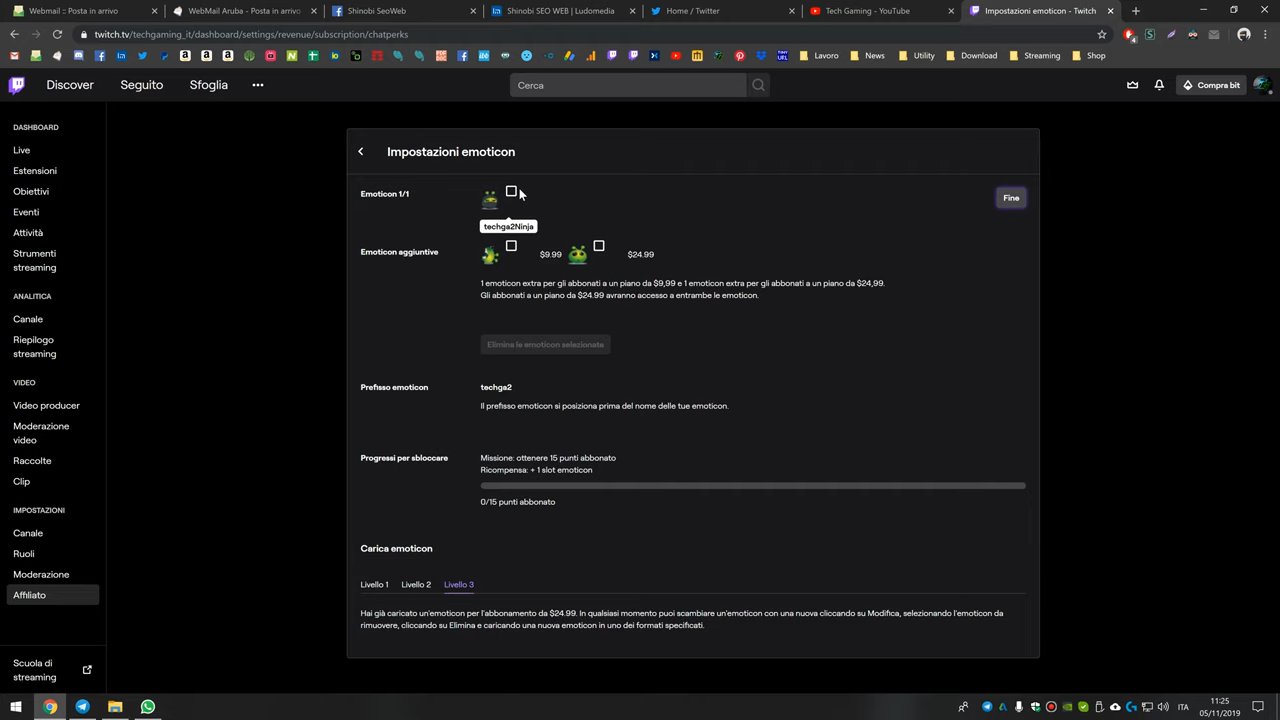 Webmail :: Posta in arrivo
WebMail Aruba - Posta in arrivo
Shinobi SeoWeb
Shinobi SEO WEB | Ludomedia
Home / Twitter
Tech Gaming - YouTube
Impostazioni emoticon - Twitch
twitch.tv/techgaming_it/dashboard/settings/revenue/subscription/chatperks
Lavoro
News
Utility
Download
Streaming
Shop
Discover
Seguito
Sfoglia
Cerca
Compra bit
DASHBOARD
Live
Estensioni
Obiettivi
Eventi
Attività
Strumenti
streaming
ANALITICA
Canale
Riepilogo
streaming
VIDEO
Video producer
Moderazione
video
Raccolte
Clip
IMPOSTAZIONI
Canale
Ruoli
Moderazione
Affiliato
Scuola di
streaming
Impostazioni emoticon
Emoticon 1/1
Fine
techga2Ninja
Emoticon aggiuntive
$9.99
$24.99
1 emoticon extra per gli abbonati a un piano da $9,99 e 1 emoticon extra per gli abbonati a un piano da $24,99.
Gli abbonati a un piano da $24.99 avranno accesso a entrambe le emoticon.
Elimina le emoticon selezionate
Prefisso emoticon
techga2
Il prefisso emoticon si posiziona prima del nome delle tue emoticon.
Progressi per sbloccare
Missione: ottenere 15 punti abbonato
Ricompensa: + 1 slot emoticon
0/15 punti abbonato
Carica emoticon
Livello 1
Livello 2
Livello 3
Hai già caricato un'emoticon per l'abbonamento da $24.99. In qualsiasi momento puoi scambiare un'emoticon con una nuova cliccando su Modifica, selezionando l'emoticon da
rimuovere, cliccando su Elimina e caricando una nuova emoticon in uno dei formati specificati.
ITA
11:25
05/11/2019